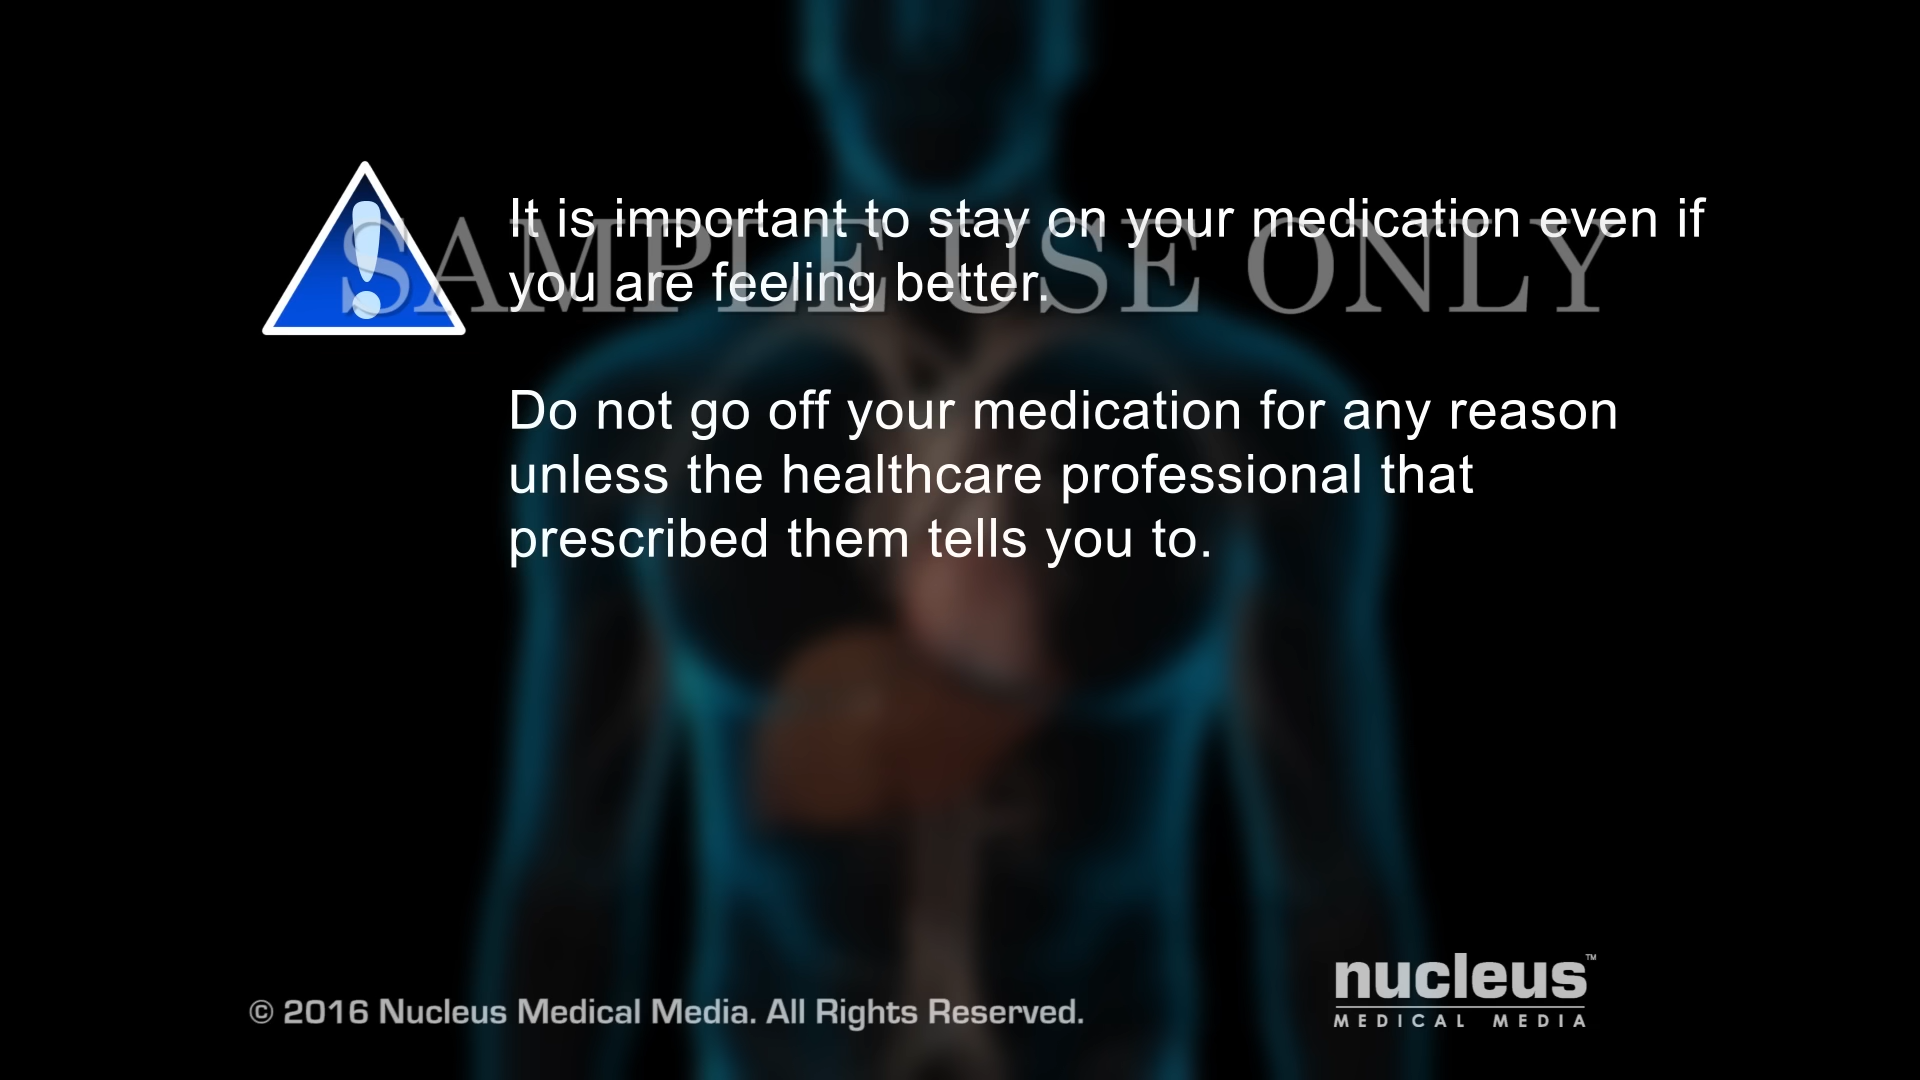 It is important to stay on your medication even if
you are feeling better.
SAMPLE USE ONLY
Do not go off your medication for any reason
unless the healthcare professional that
prescribed them tells you to.
nucleus™
MEDICAL MEDIA
© 2016 Nucleus Medical Media. All Rights Reserved.